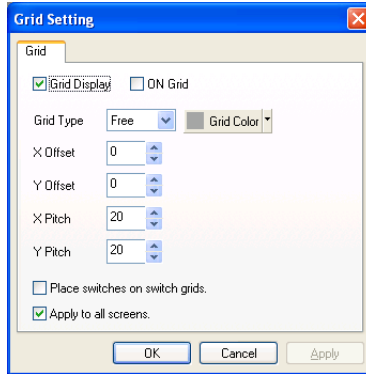 Grid Setting
Grid
Grid Display ON Grid
Grid Type Free Grid Color
X Offset 0
Y Offset 0
X Pitch 20
Y Pitch 20
Place switches on switch grids.
Apply to all screens.
OK Cancel Apply